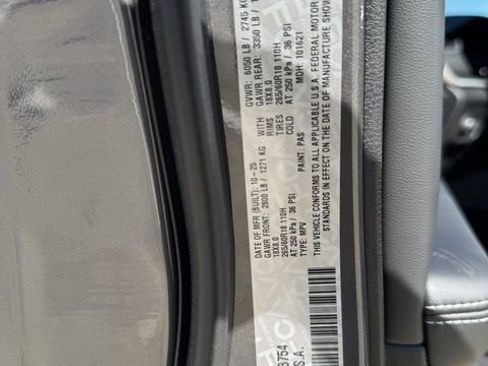 DATE OF MFR (BUILT): 10-25 GVWR: 6050 LB / 2745 KG
GAWR FRONT: 2800 LB / 1271 KG WITH GAWR REAR: 3350 LB /
18X8.0 RIMS 18X8.0
265/60R18 110H TIRES 265/60R18 110H
AT 250 kPa / 36 PSI COLD AT 250 kPa / 36 PSI
TYPE: MPV PAINT: PAS MDH: 101621
THIS VEHICLE CONFORMS TO ALL APPLICABLE U.S.A. FEDERAL MOTOR
STANDARDS IN EFFECT ON THE DATE OF MANUFACTURE SHOW
3754
S.A.